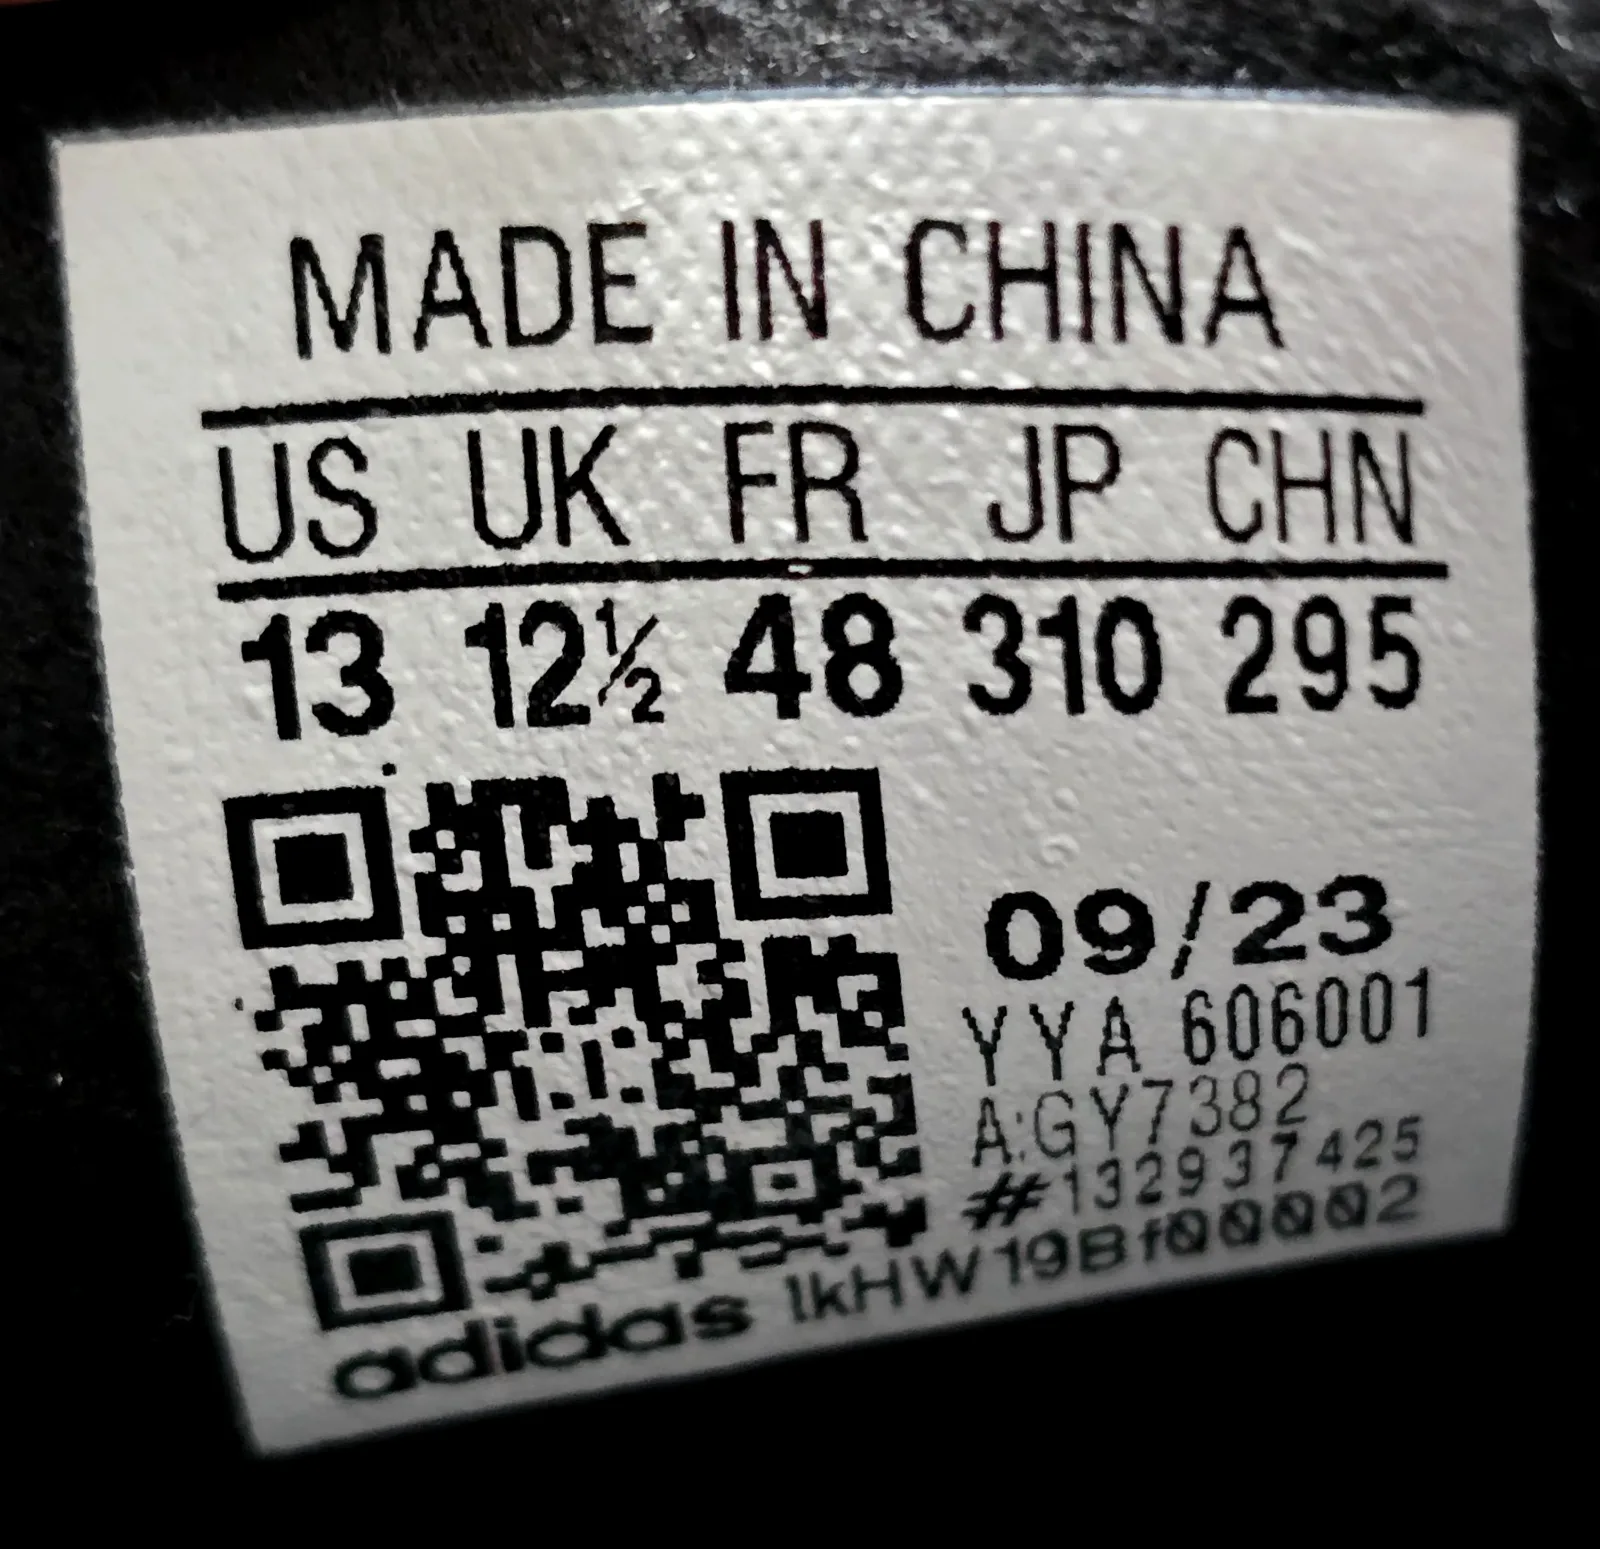 MADE IN CHINA
US UK FR JP CHN
13 12½ 48 310 295
09/23
YYA 606001
A:GY7382
#132937425
adidas lkHW19Bf00002